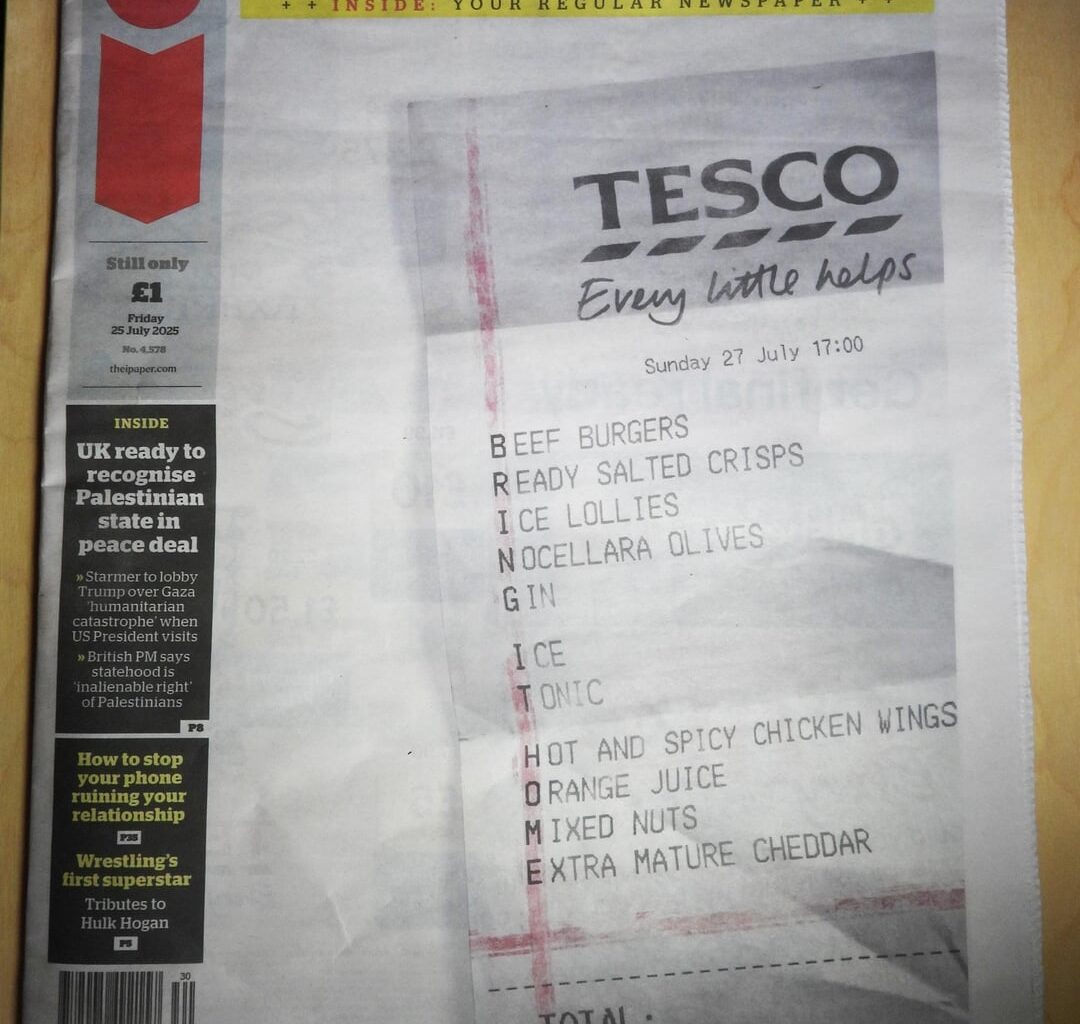 + + INSIDE: YOUR REGULAR NEWSPAPER + +
Still only
£1
Friday
25 July 2025
No. 4,578
theipaper.com
INSIDE
UK ready to
recognise
Palestinian
state in
peace deal
» Starmer to lobby
Trump over Gaza
‘humanitarian
catastrophe’ when
US President visits
» British PM says
statehood is
‘inalienable right’
of Palestinians
P8
How to stop
your phone
ruining your
relationship
P35
Wrestling’s
first superstar
Tributes to
Hulk Hogan
P5
30
TESCO
Every little helps
Sunday 27 July 17:00
BEEF BURGERS
READY SALTED CRISPS
ICE LOLLIES
NOCELLARA OLIVES
GIN
ICE
TONIC
HOT AND SPICY CHICKEN WINGS
ORANGE JUICE
MIXED NUTS
EXTRA MATURE CHEDDAR
TOTAL: